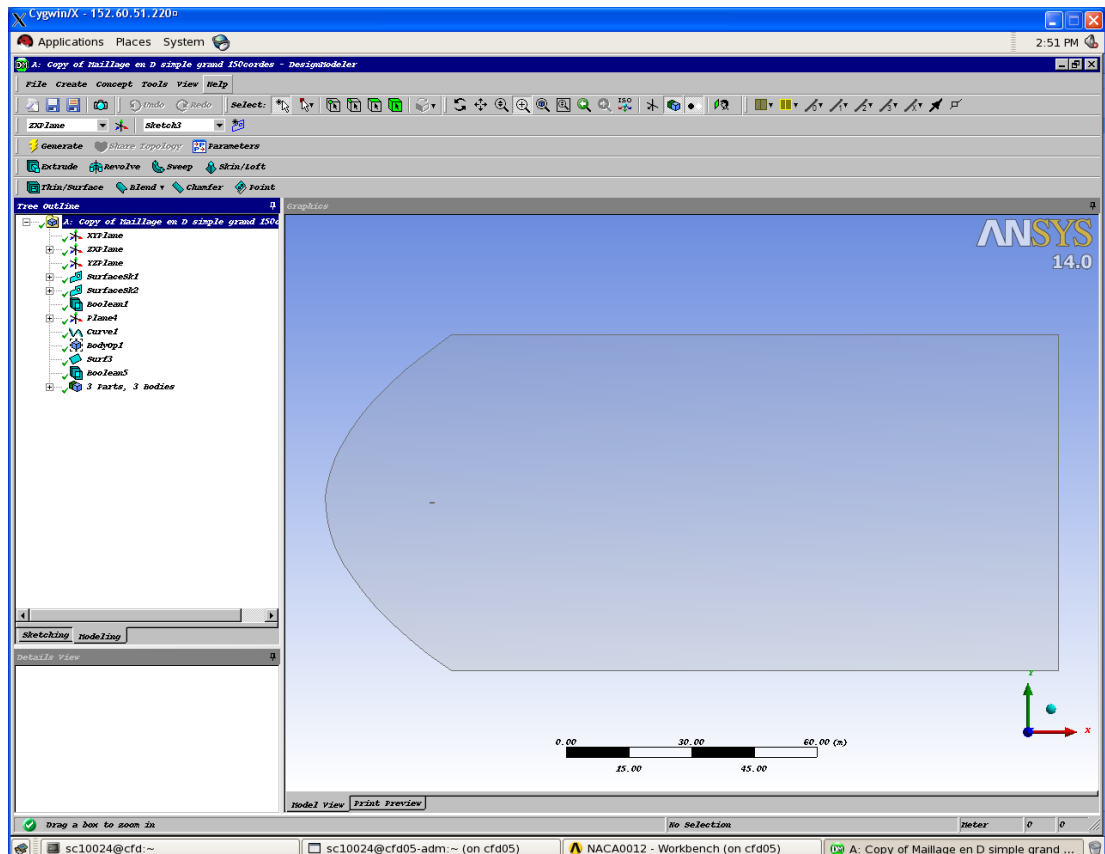 Cygwin/X - 152.60.51.220¤
Applications Places System 2:51 PM
A: Copy of Maillage en D simple grand 150cordes - DesignModeler
File Create Concept Tools View Help
Undo Redo Select: ISO
ZXPlane Sketch3
Generate Share Topology Parameters
Extrude Revolve Sweep Skin/Loft
Thin/Surface Blend Chamfer Point
Tree Outline
A: Copy of Maillage en D simple grand 150c
XYPlane
ZXPlane
YZPlane
SurfaceSk1
SurfaceSk2
Boolean1
Plane4
Curve1
BodyOp1
Surf3
Boolean5
3 Parts, 3 Bodies
Sketching Modeling
Details View
Graphics
ANSYS
14.0
Y
X
0.00 30.00 60.00 (m)
15.00 45.00
Model View Print Preview
Drag a box to zoom in No Selection Meter 0 0
sc10024@cfd:~ sc10024@cfd05-adm:~ (on cfd05) NACA0012 - Workbench (on cfd05) A: Copy of Maillage en D simple grand ...